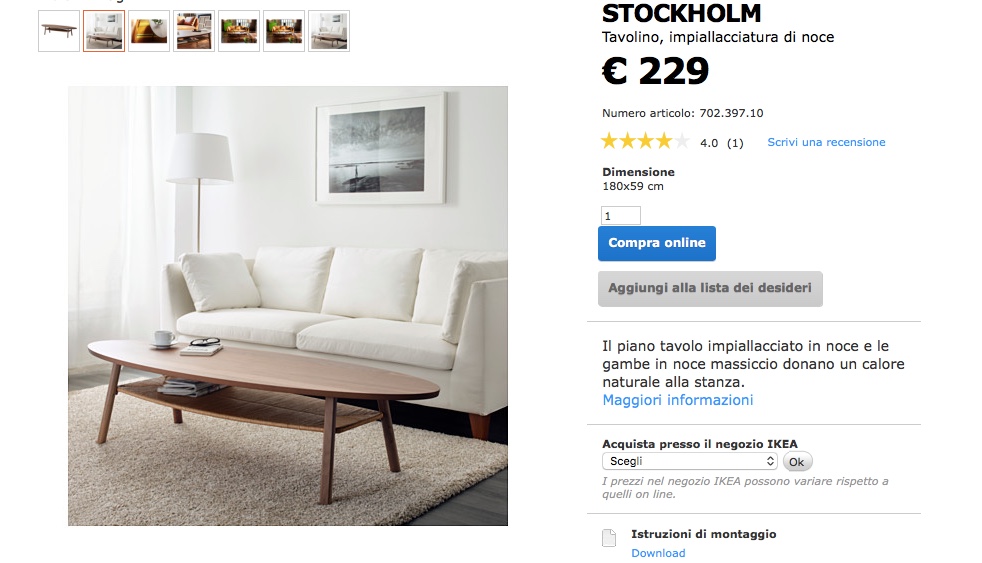 STOCKHOLM
Tavolino, impiallacciatura di noce
€ 229
Numero articolo: 702.397.10
4.0 (1) Scrivi una recensione
Dimensione
180x59 cm
1
Compra online
Aggiungi alla lista dei desideri
Il piano tavolo impiallacciato in noce e le
gambe in noce massiccio donano un calore
naturale alla stanza.
Maggiori informazioni
Acquista presso il negozio IKEA
Scegli Ok
I prezzi nel negozio IKEA possono variare rispetto a
quelli on line.
Istruzioni di montaggio
Download